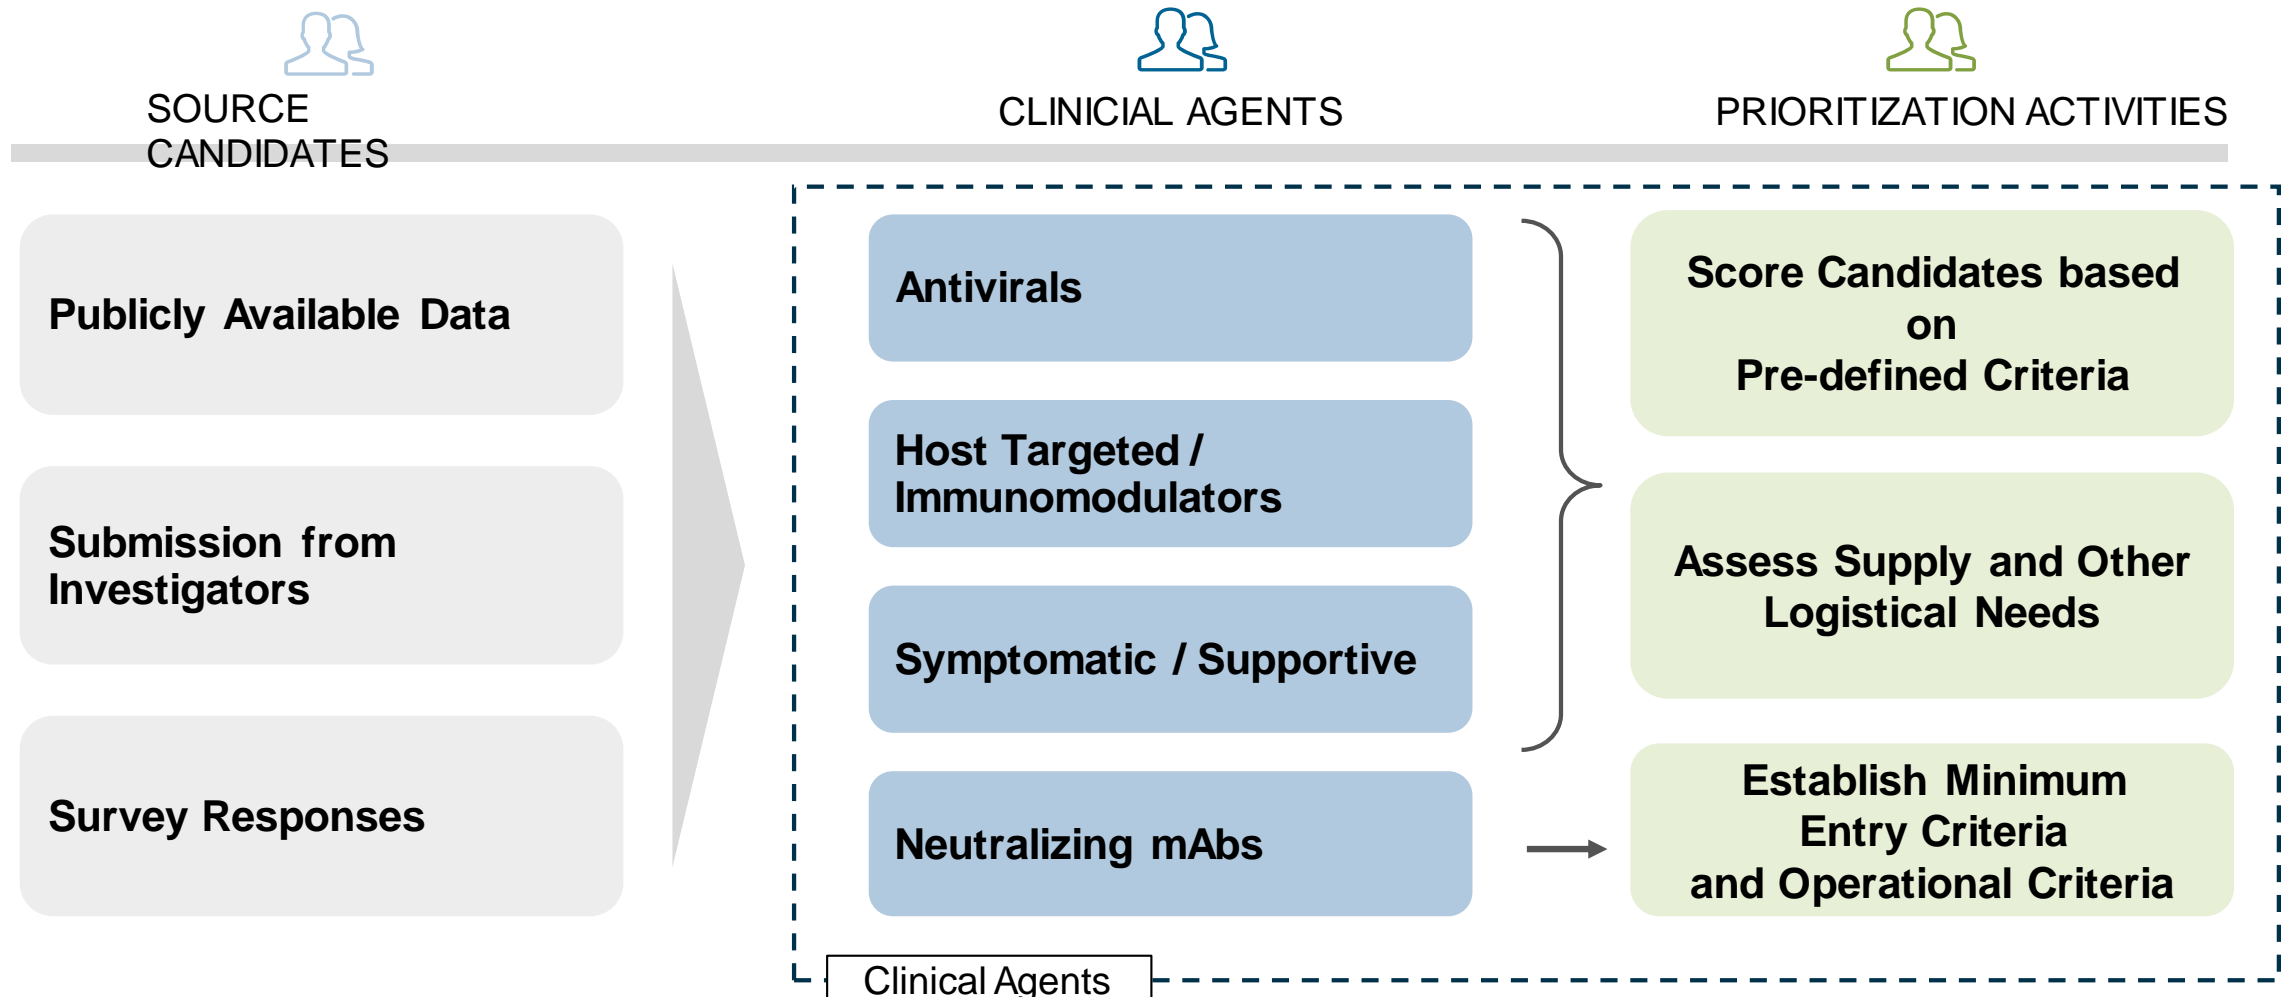 SOURCE
CANDIDATES
CLINICIAL AGENTS
PRIORITIZATION ACTIVITIES
Publicly Available Data
Submission from
Investigators
Survey Responses
Antivirals
Host Targeted /
Immunomodulators
Symptomatic / Supportive
Neutralizing mAbs
Score Candidates based
on
Pre-defined Criteria
Assess Supply and Other
Logistical Needs
Establish Minimum
Entry Criteria
and Operational Criteria
Clinical Agents